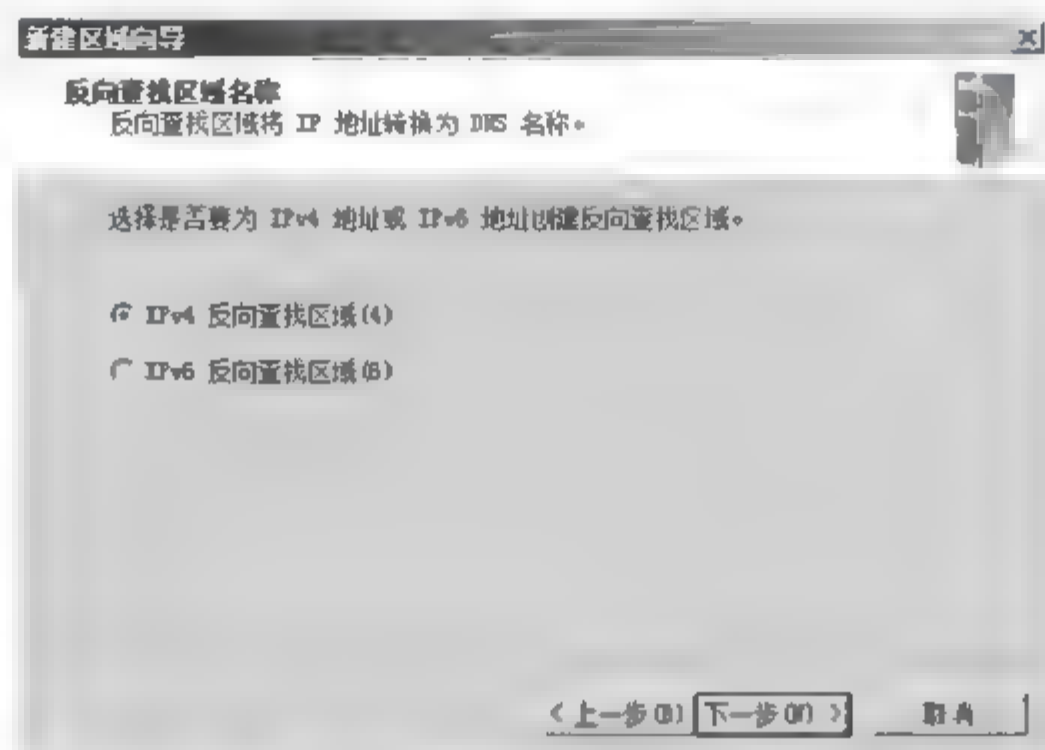 新建区域向导
反向查找区域名称
反向查找区域将 IP 地址转换为 DNS 名称。
选择是否要为 IPv4 地址或 IPv6 地址创建反向查找区域。
IPv4 反向查找区域(4)
IPv6 反向查找区域(6)
< 上一步(B) 下一步(N) > 取消